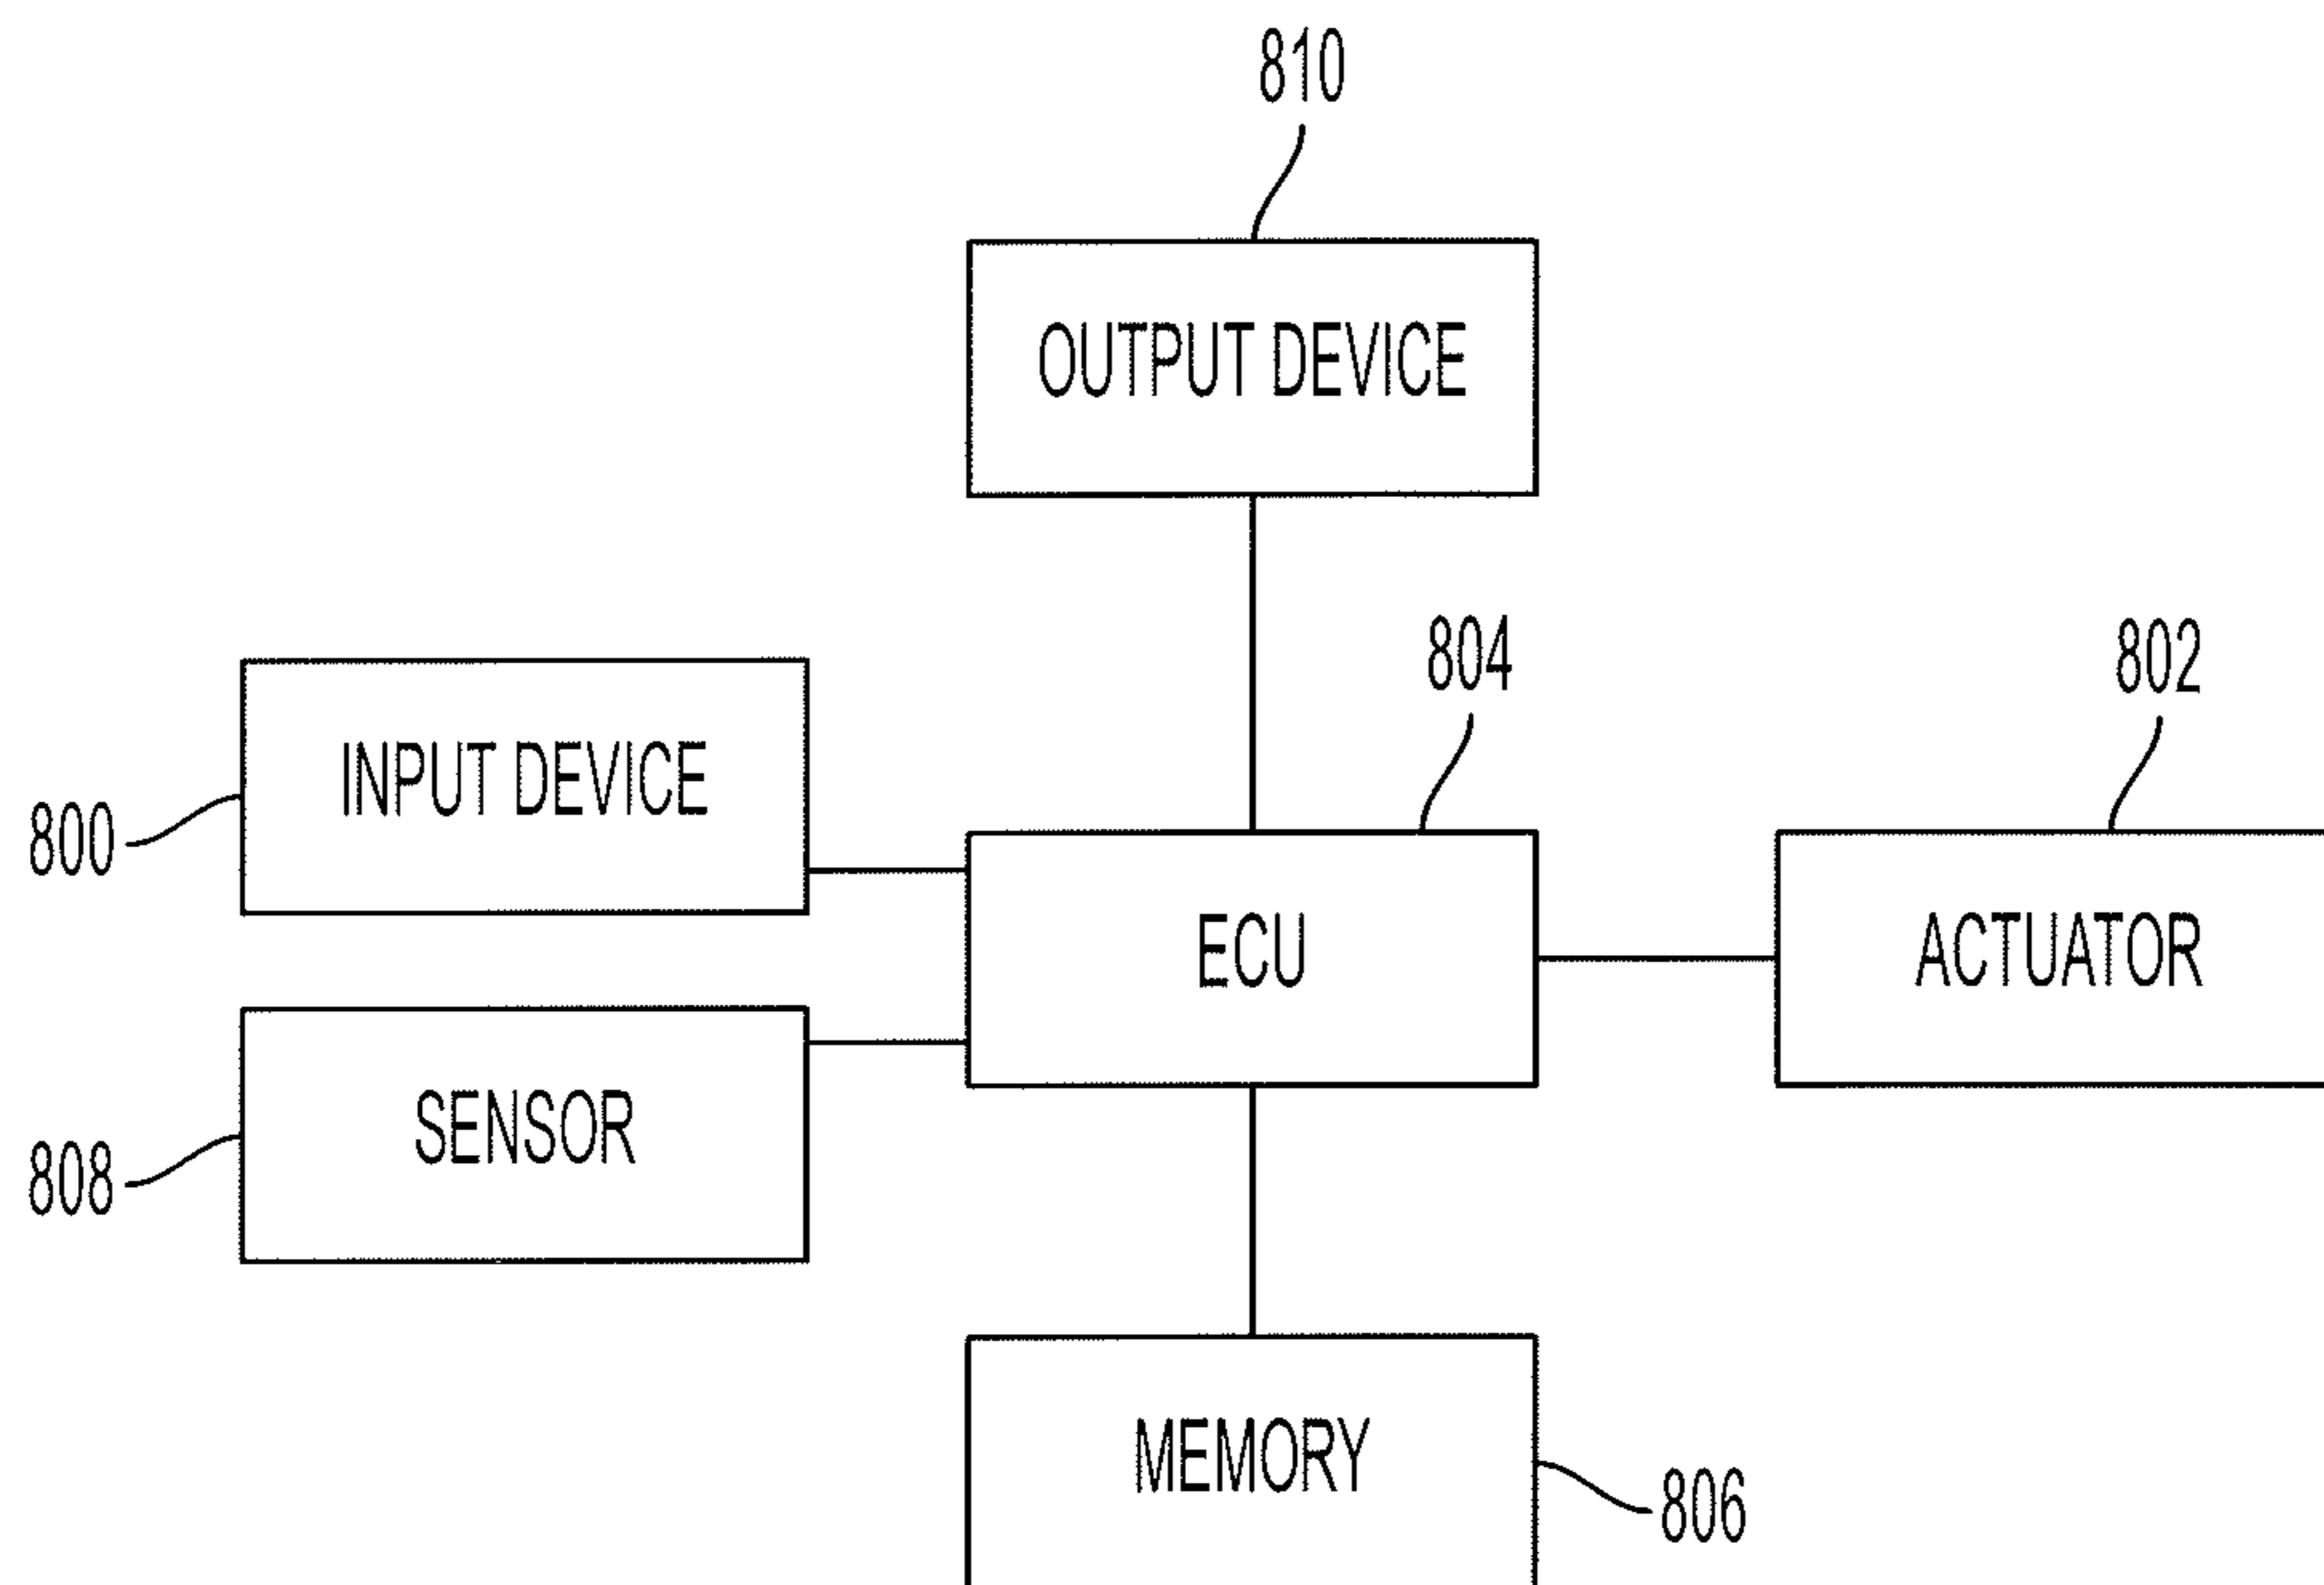 810
OUTPUT DEVICE
804
802
INPUT DEVICE
800
ECU
ACTUATOR
SENSOR
808
MEMORY
806